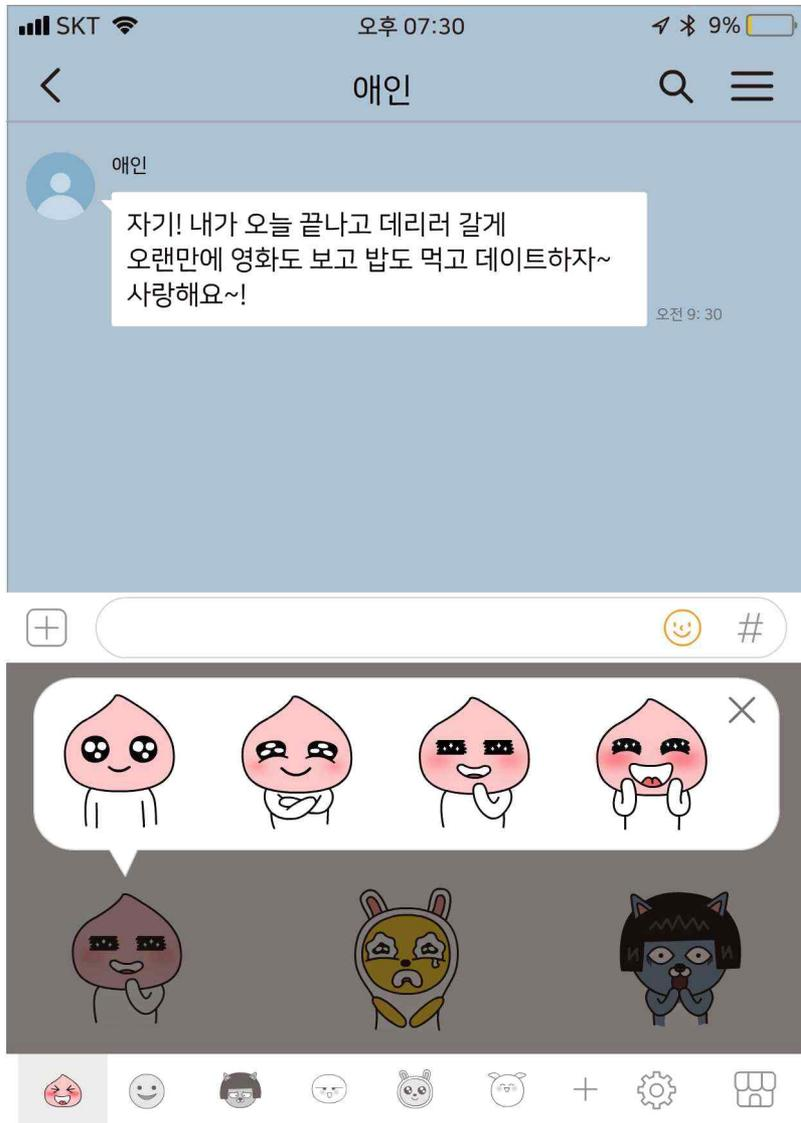 SKT 오후 07:30 9%
애인
애인
자기! 내가 오늘 끝나고 데리러 갈게
오랜만에 영화도 보고 밥도 먹고 데이트하자~
사랑해요~!
오전 9: 30
#